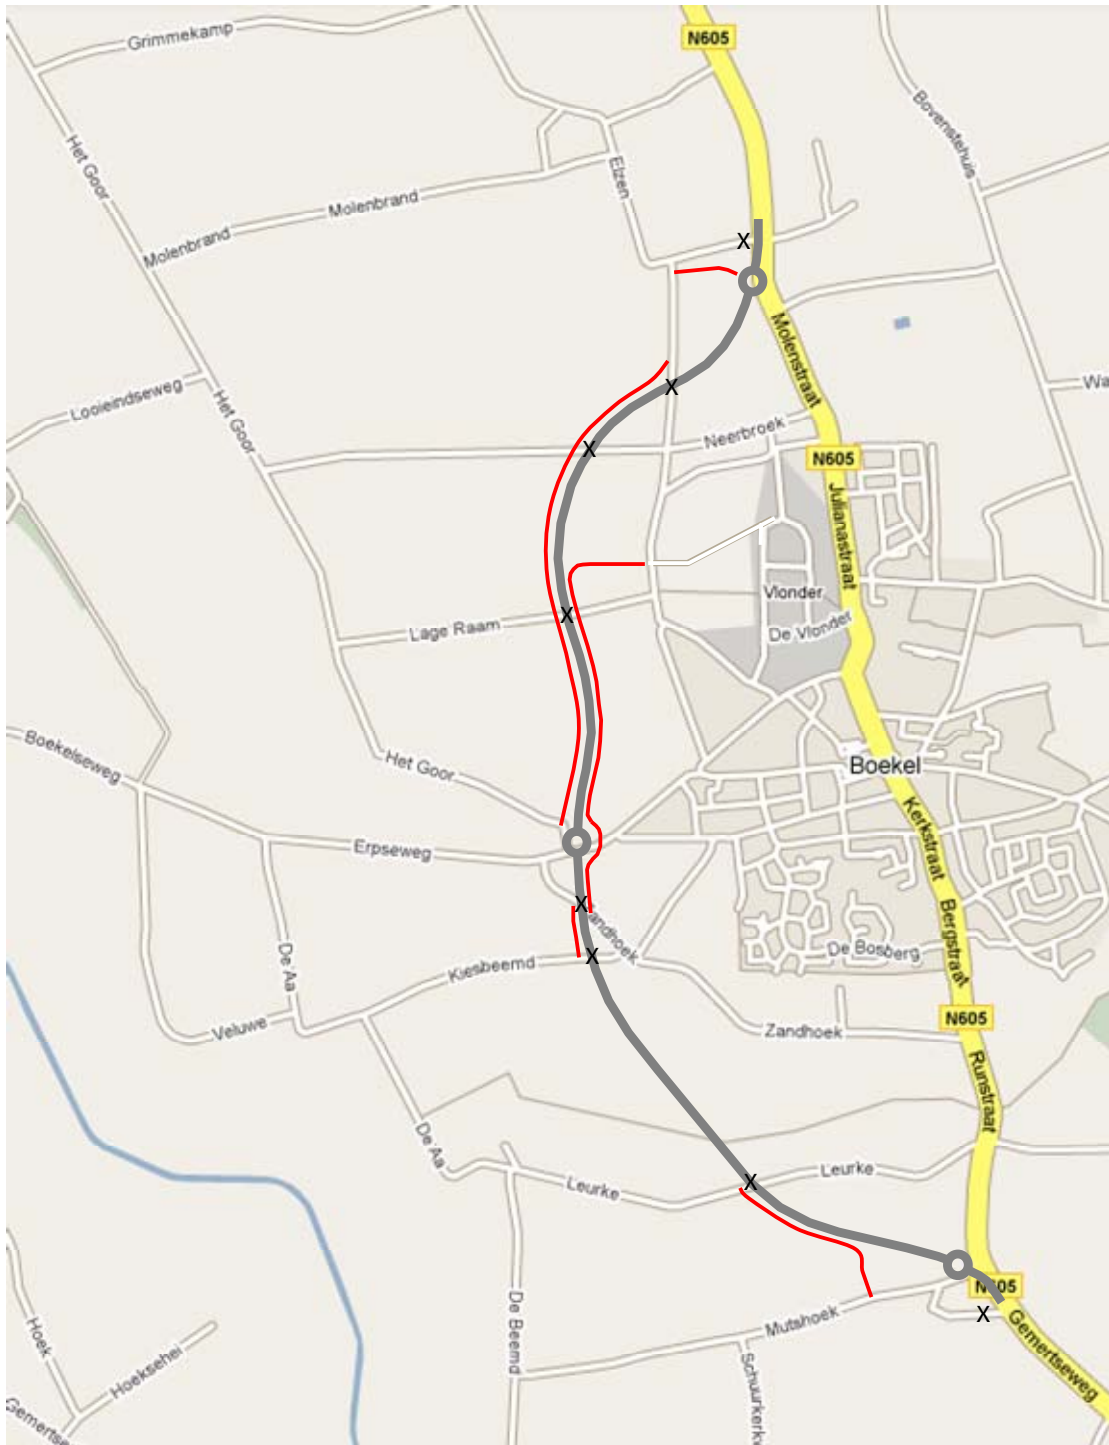 Grimmekamp
N605
Bovenstehuis
Het Goor
Elzen
Molenbrand
Molenbrand
X
Molenstraat
Looieindseweg
X
Wa
Het Goor
Neerbroek
X
N605
Julianastraat
Vlonder
X
Lage Raam
De Vlonder
Boekelseweg
Het Goor
Boekel
Kerkstraat
Erpseweg
X
Zandhoek
Bergstraat
De Bosberg
X
De Aa
Kiesbeemd
Veluwe
N605
Zandhoek
Runstraat
De Aa
X
Leurke
Leurke
N605
X
Hoek
De Beemd
Mutshoek
Gemertseweg
Hoeksehei
Schuurkerkv
Gemertse